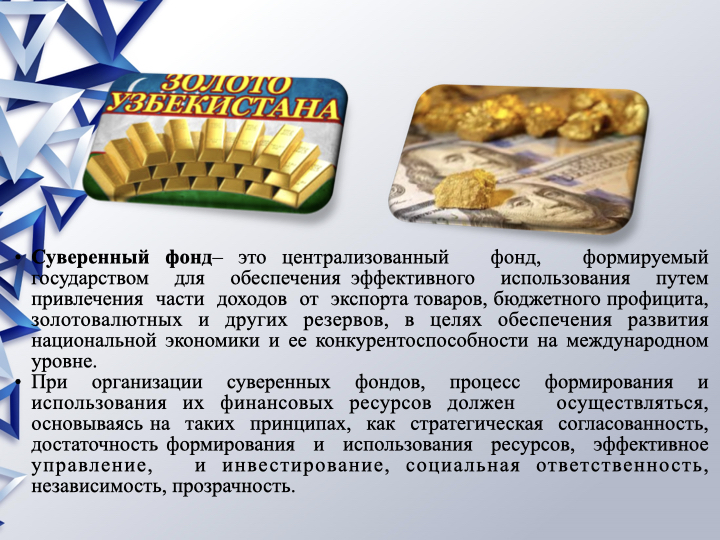 ЗОЛОТО
УЗБЕКИСТАНА
• Суверенный фонд– это централизованный фонд, формируемый
государством для обеспечения эффективного использования путем
привлечения части доходов от экспорта товаров, бюджетного профицита,
золотовалютных и других резервов, в целях обеспечения развития
национальной экономики и ее конкурентоспособности на международном
уровне.
• При организации суверенных фондов, процесс формирования и
использования их финансовых ресурсов должен осуществляться,
основываясь на таких принципах, как стратегическая согласованность,
достаточность формирования и использования ресурсов, эффективное
управление, и инвестирование, социальная ответственность,
независимость, прозрачность.